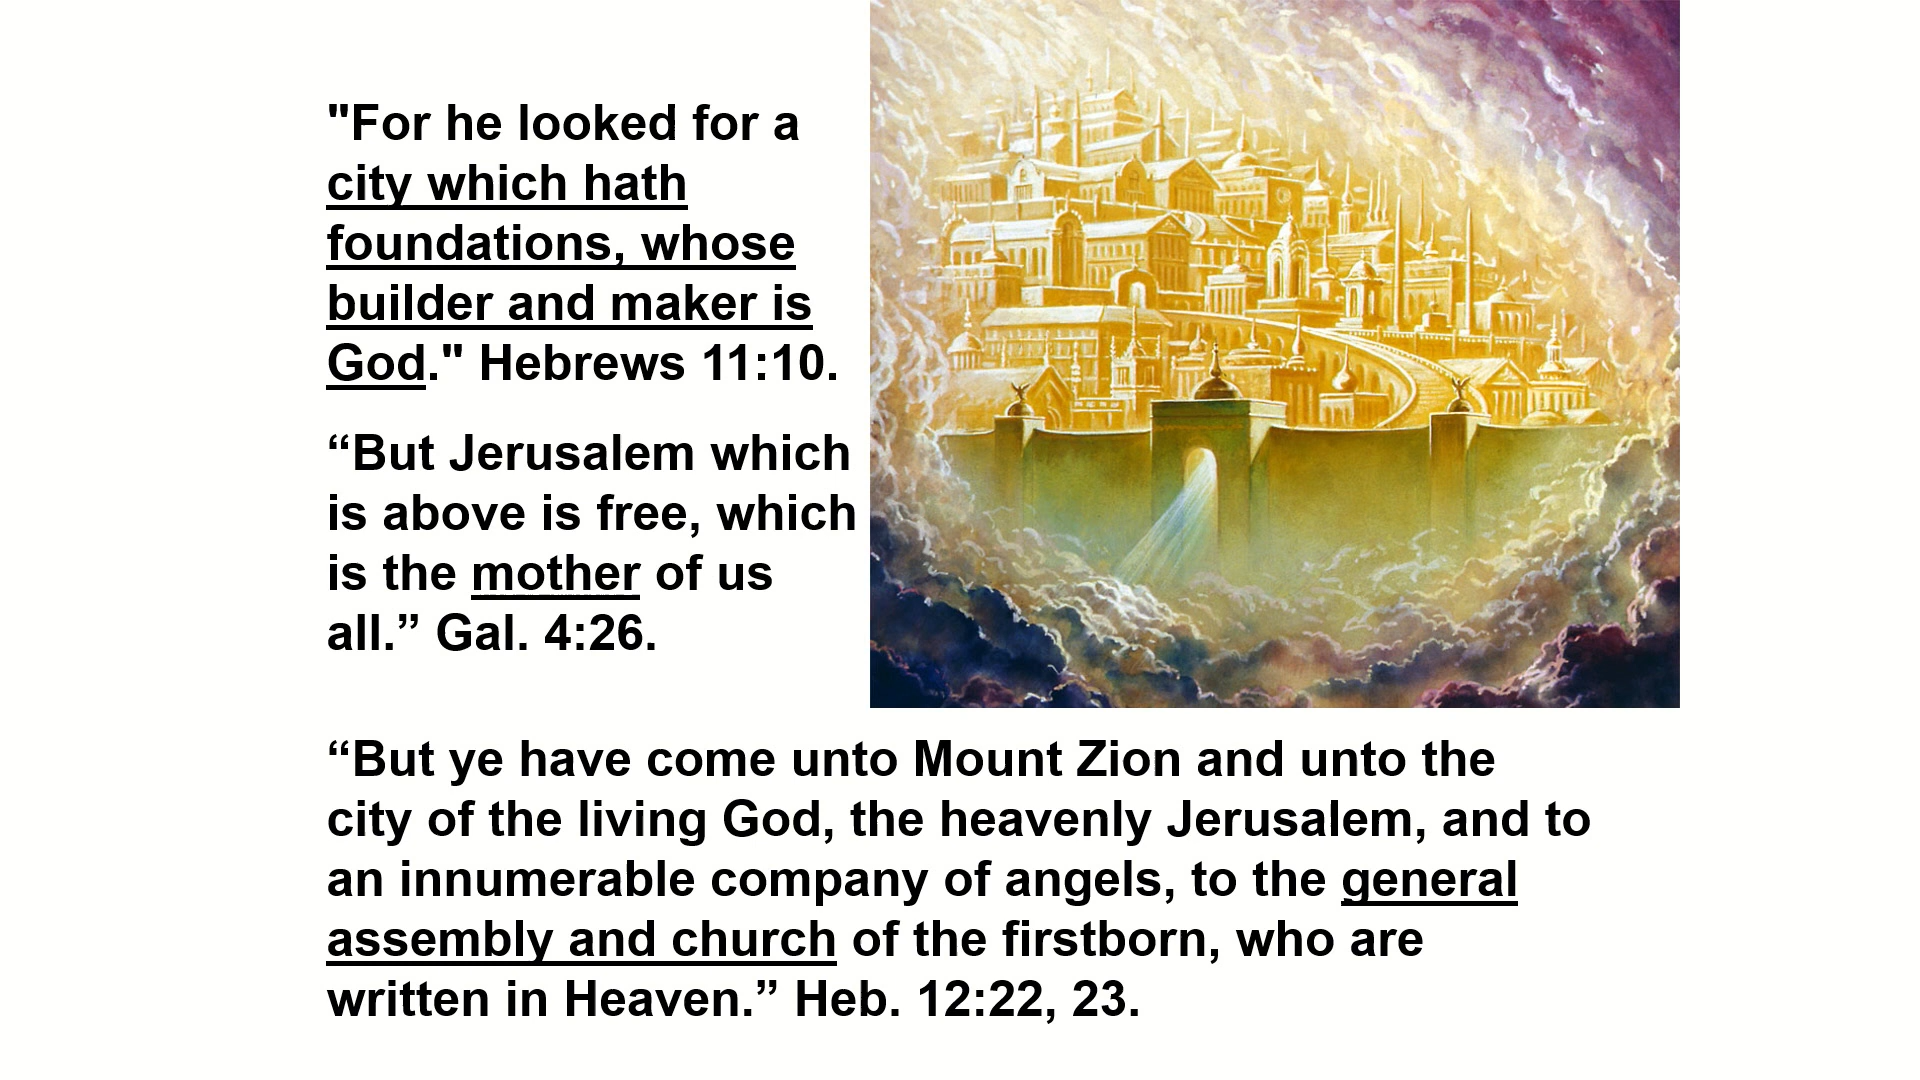 "For he looked for a
city which hath
foundations, whose
builder and maker is
God." Hebrews 11:10.
“But Jerusalem which
is above is free, which
is the mother of us
all.” Gal. 4:26.
“But ye have come unto Mount Zion and unto the
city of the living God, the heavenly Jerusalem, and to
an innumerable company of angels, to the general
assembly and church of the firstborn, who are
written in Heaven.” Heb. 12:22, 23.